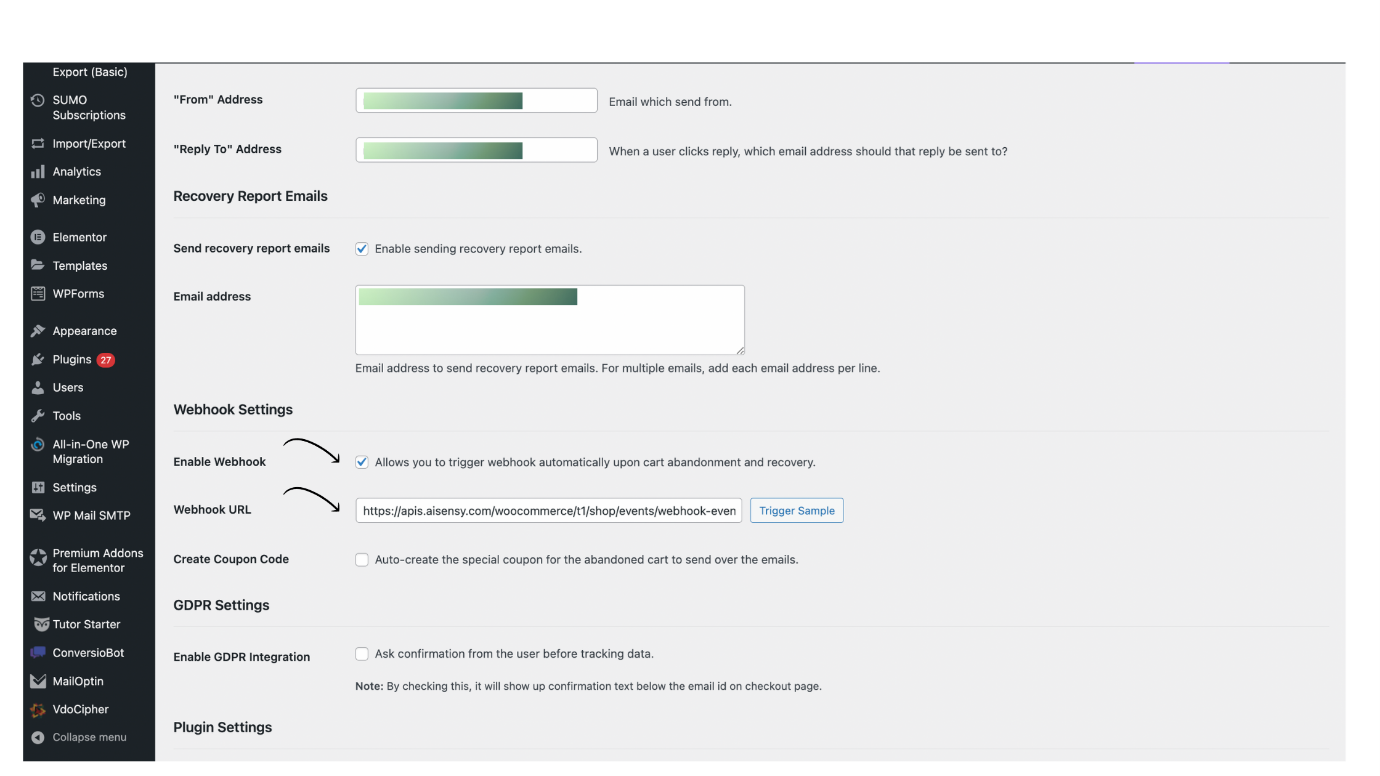 Export (Basic)
SUMO
Subscriptions
Import/Export
Analytics
Marketing
Elementor
Templates
WPForms
Appearance
Plugins 27
Users
Tools
All-in-One WP
Migration
Settings
WP Mail SMTP
Premium Addons
for Elementor
Notifications
Tutor Starter
ConversioBot
MailOptin
VdoCipher
Collapse menu
"From" Address
Email which send from.
"Reply To" Address
When a user clicks reply, which email address should that reply be sent to?
Recovery Report Emails
Send recovery report emails
Enable sending recovery report emails.
Email address
Email address to send recovery report emails. For multiple emails, add each email address per line.
Webhook Settings
Enable Webhook
Allows you to trigger webhook automatically upon cart abandonment and recovery.
Webhook URL
https://apis.aisensy.com/woocommerce/t1/shop/events/webhook-even
Trigger Sample
Create Coupon Code
Auto-create the special coupon for the abandoned cart to send over the emails.
GDPR Settings
Enable GDPR Integration
Ask confirmation from the user before tracking data.
Note: By checking this, it will show up confirmation text below the email id on checkout page.
Plugin Settings